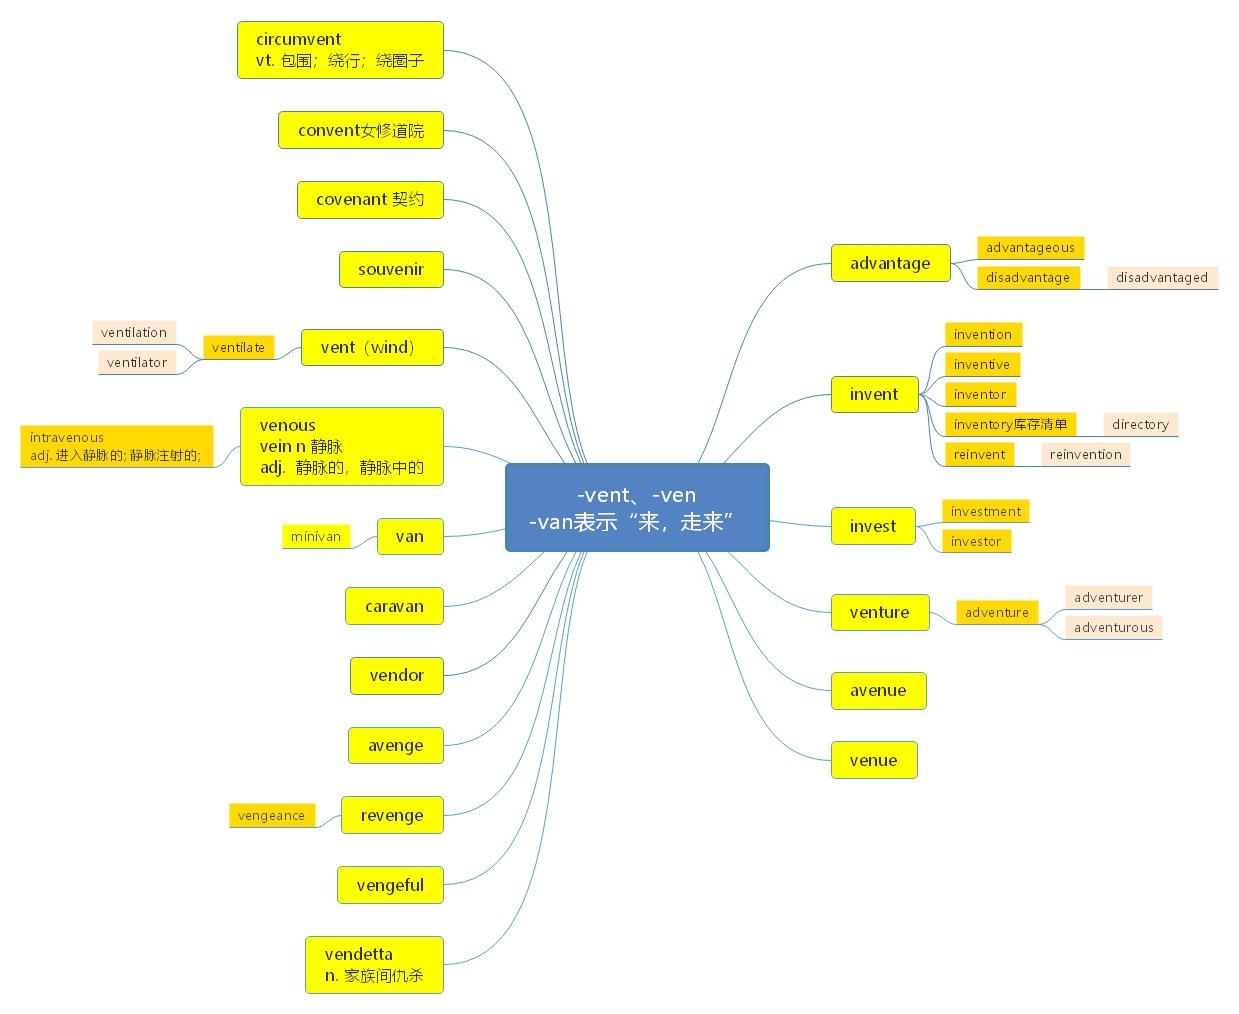 -vent、-ven
-van表示“来，走来”
circumvent
vt. 包围；绕行；绕圈子
convent女修道院
covenant 契约
souvenir
vent（wind）
ventilate
ventilation
ventilator
venous
vein n 静脉
adj.  静脉的，静脉中的
intravenous
adj. 进入静脉的; 静脉注射的;
van
minivan
caravan
vendor
avenge
revenge
vengeance
vengeful
vendetta
n. 家族间仇杀
advantage
advantageous
disadvantage
disadvantaged
invent
invention
inventive
inventor
inventory库存清单
directory
reinvent
reinvention
invest
investment
investor
venture
adventure
adventurer
adventurous
avenue
venue